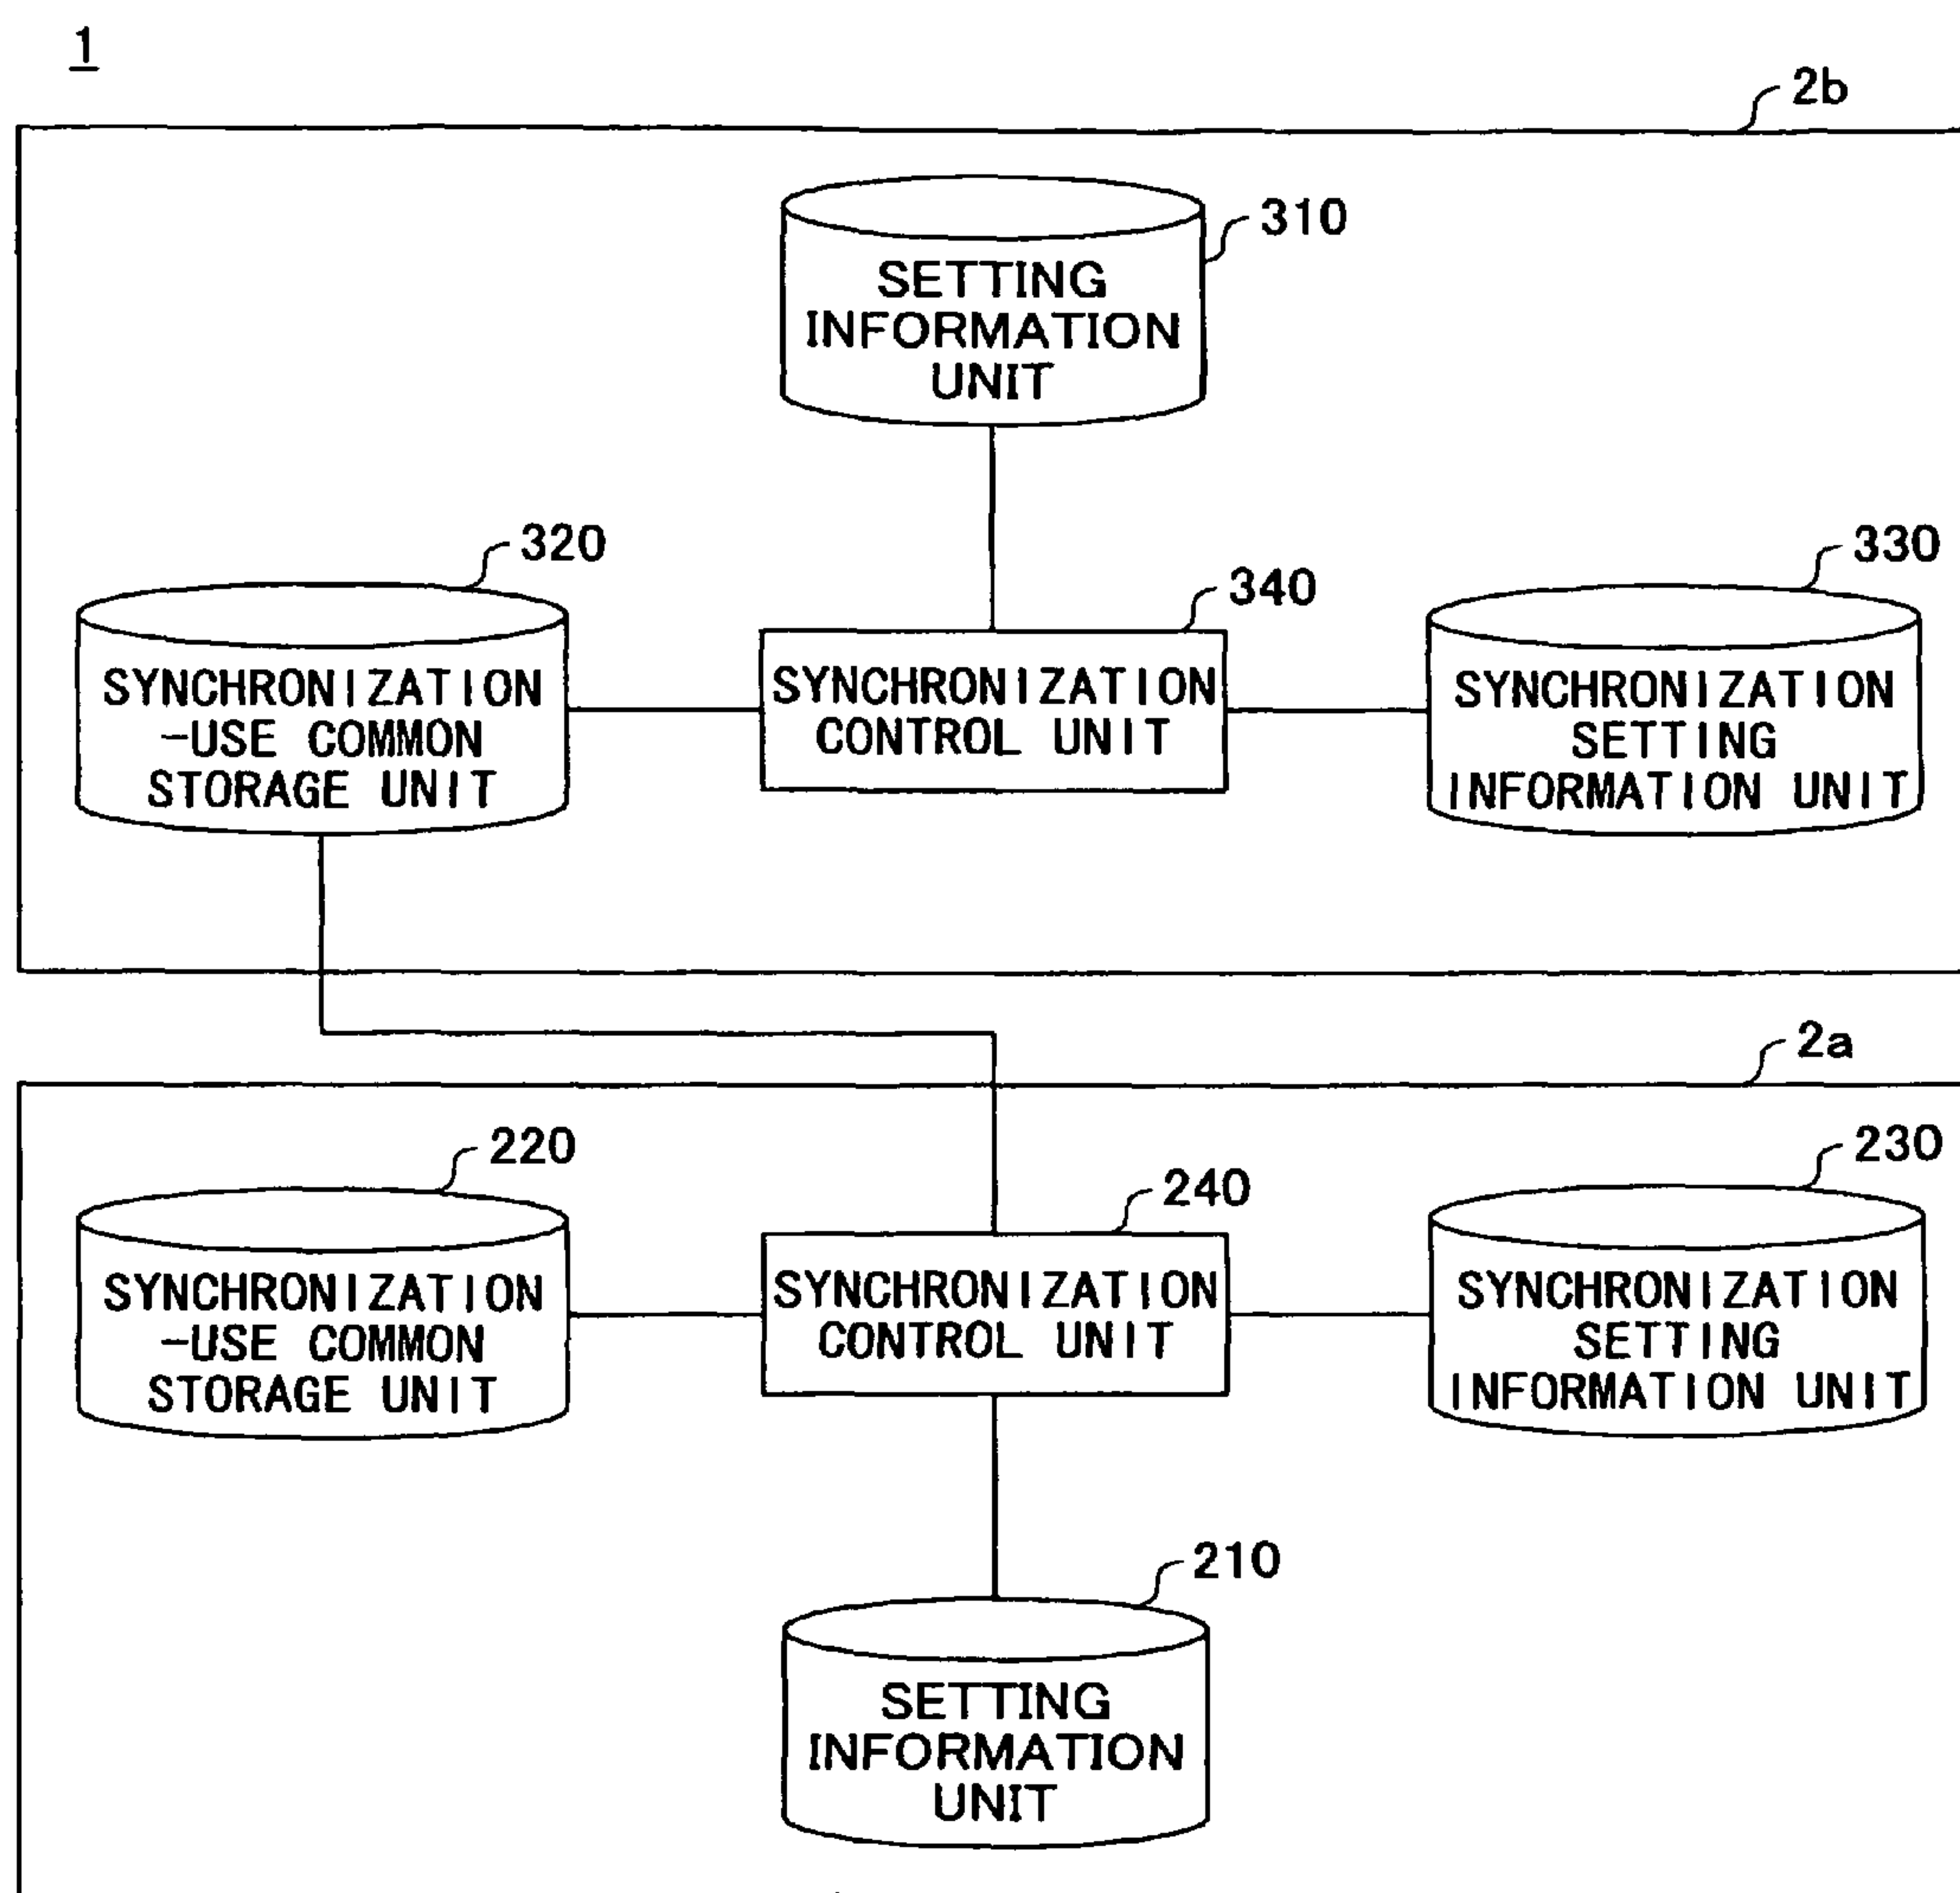 1
2b
310
SETTING
INFORMATION
UNIT
320
340
330
SYNCHRONIZATION
-USE COMMON
STORAGE UNIT
SYNCHRONIZATION
CONTROL UNIT
SYNCHRONIZATION
SETTING
INFORMATION UNIT
2a
220
240
230
SYNCHRONIZATION
-USE COMMON
STORAGE UNIT
SYNCHRONIZATION
CONTROL UNIT
SYNCHRONIZATION
SETTING
INFORMATION UNIT
210
SETTING
INFORMATION
UNIT